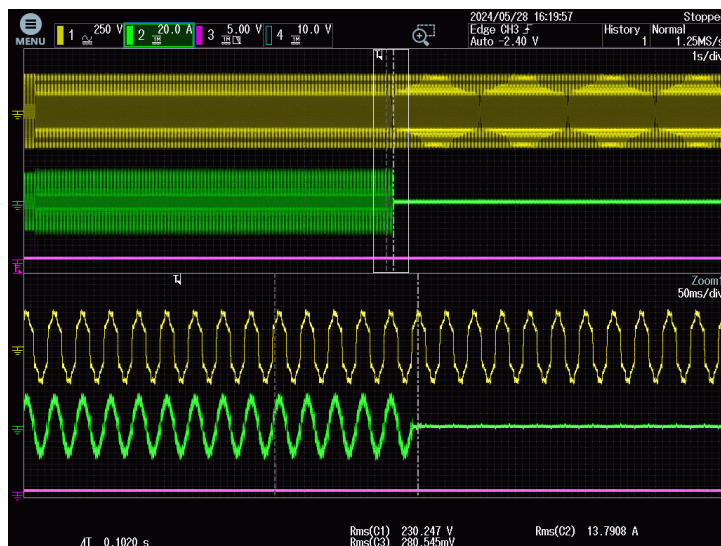 2024/05/28 16:19:57 Stoppe
MENU 1 250 V 2 20.0 A 3 5.00 V 4 10.0 V Edge CH3 History Normal
Auto -2.40 V 1 1.25MS/s
1s/div
Zoom1
50ms/div
Rms(C1) 230.247 V Rms(C2) 13.7908 A
ΔT 0.1020 s Rms(C3) 280.545mV